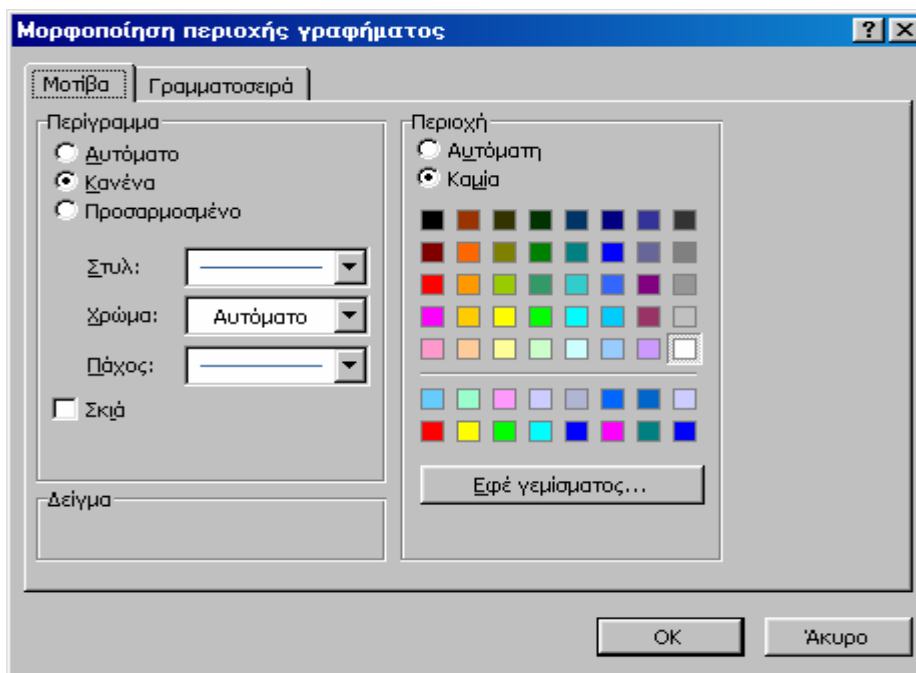 Μορφοποίηση περιοχής γραφήματος
Μοτίβα Γραμματοσειρά
Περίγραμμα
Αυτόματο
Κανένα
Προσαρμοσμένο
Στυλ:
Χρώμα: Αυτόματο
Πάχος:
Σκιά
Δείγμα
Περιοχή
Αυτόματη
Καμία
Εφέ γεμίσματος...
OK Άκυρο